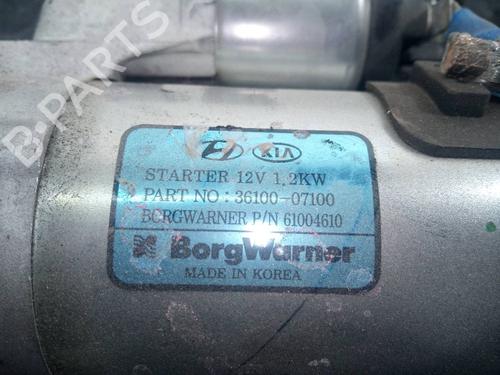 B-PARTS
KIA
STARTER 12V 1,2KW
PART NO : 36100-07100
BORGWARNER P/N 61004610
BorgWarner
MADE IN KOREA